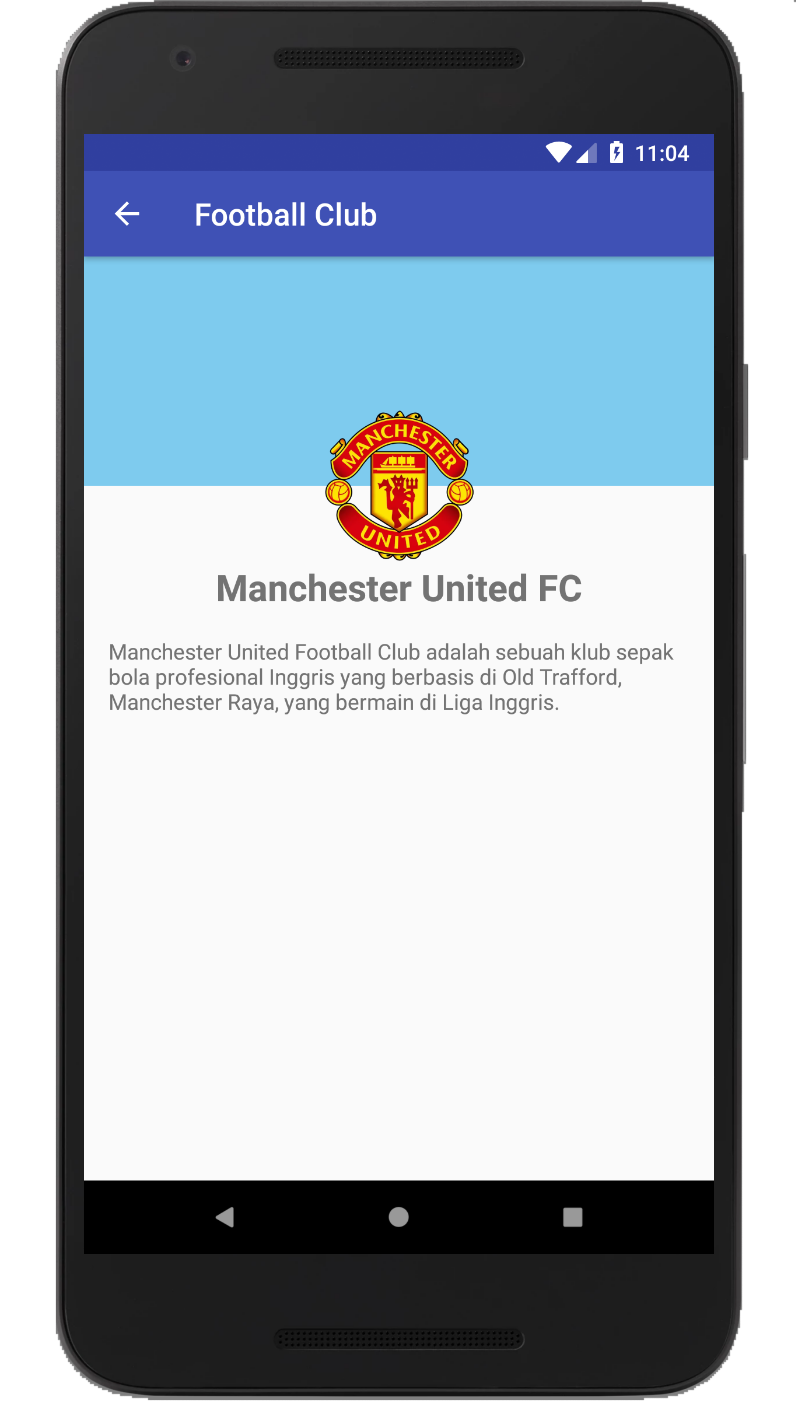 11:04
Football Club
MANCHESTER
UNITED
Manchester United FC
Manchester United Football Club adalah sebuah klub sepak
bola profesional Inggris yang berbasis di Old Trafford,
Manchester Raya, yang bermain di Liga Inggris.